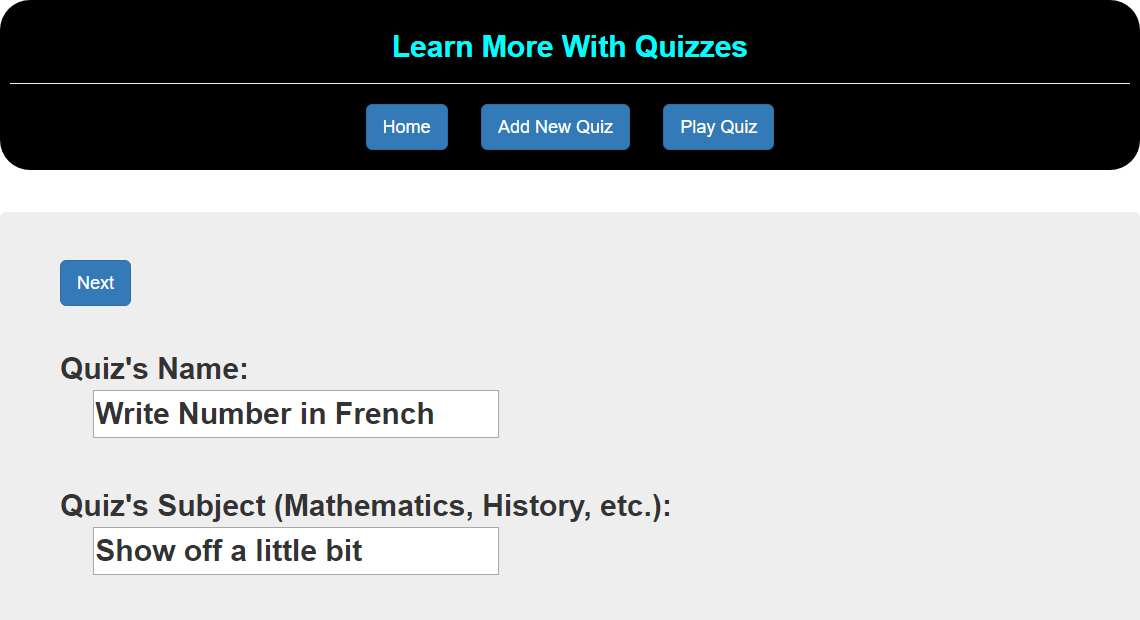 Learn More With Quizzes
Home Add New Quiz Play Quiz
Next
Quiz's Name:
Write Number in French
Quiz's Subject (Mathematics, History, etc.):
Show off a little bit